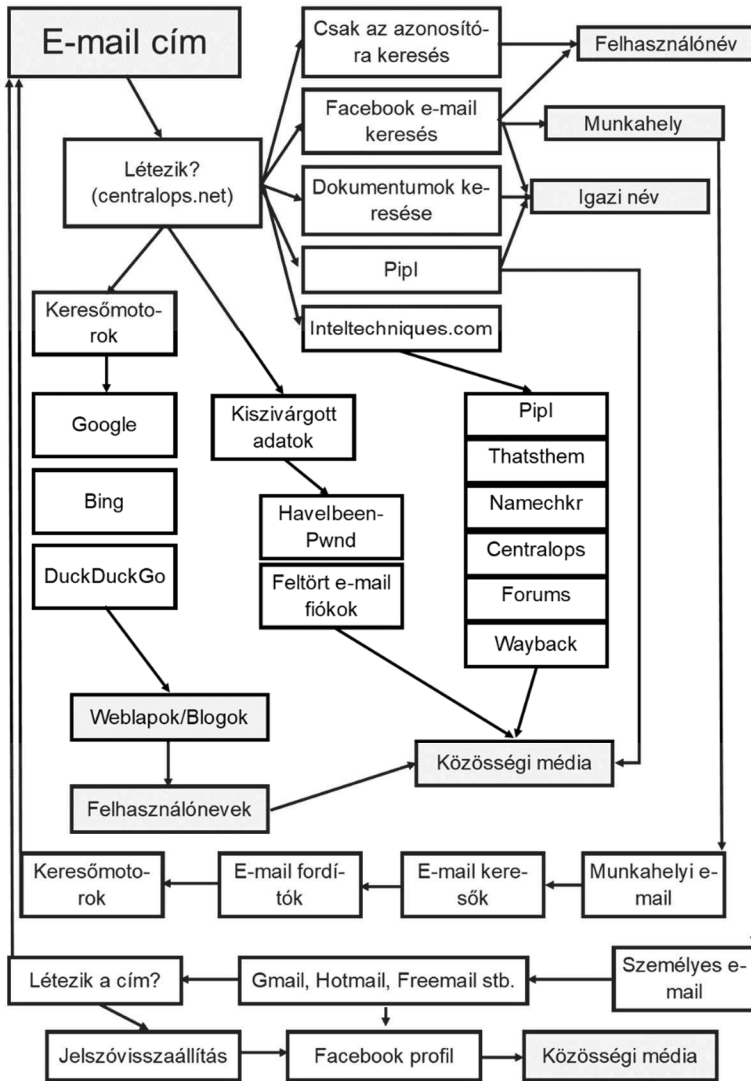 E-mail cím
Csak az azonosító-
ra keresés
Felhasználónév
Facebook e-mail
keresés
Munkahely
Létezik?
(centralops.net)
Dokumentumok ke-
resése
Igazi név
Pipl
Keresőmoto-
rok
Inteltechniques.com
Google
Kiszivárgott
adatok
Pipl
Thatsthem
Bing
Namechkr
HaveIbeen-
Pwnd
Centralops
DuckDuckGo
Feltört e-mail
fiókok
Forums
Wayback
Weblapok/Blogok
Közösségi média
Felhasználónevek
Keresőmoto-
rok
E-mail fordí-
tók
E-mail kere-
sők
Munkahelyi e-
mail
Létezik a cím?
Gmail, Hotmail, Freemail stb.
Személyes e-
mail
Jelszóvisszaállítás
Facebook profil
Közösségi média